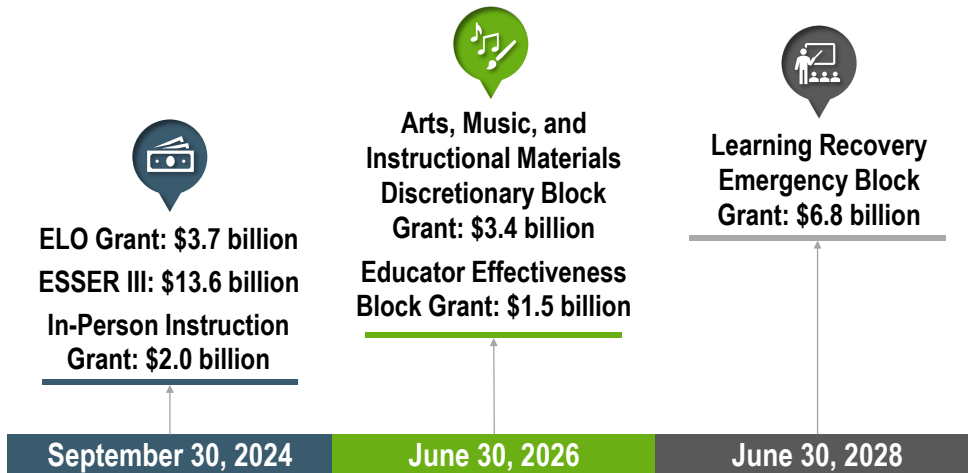 ELO Grant: $3.7 billion
ESSER III: $13.6 billion
In-Person Instruction
Grant: $2.0 billion
September 30, 2024
Arts, Music, and
Instructional Materials
Discretionary Block
Grant: $3.4 billion
Educator Effectiveness
Block Grant: $1.5 billion
June 30, 2026
Learning Recovery
Emergency Block
Grant: $6.8 billion
June 30, 2028